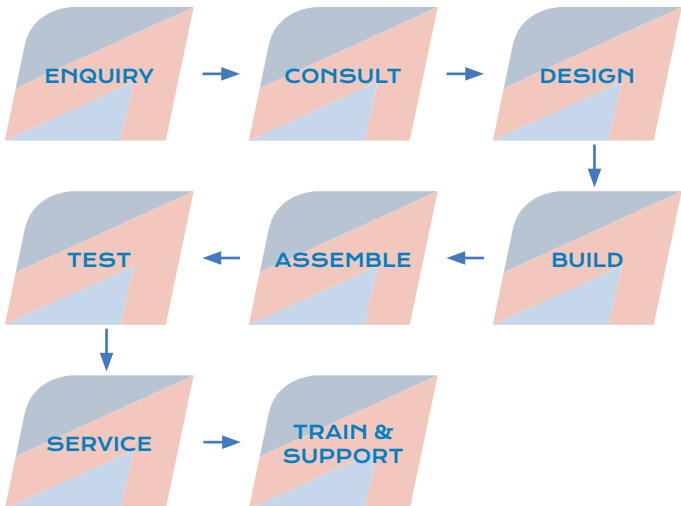 ENQUIRY
CONSULT
DESIGN
BUILD
ASSEMBLE
TEST
SERVICE
TRAIN &
SUPPORT